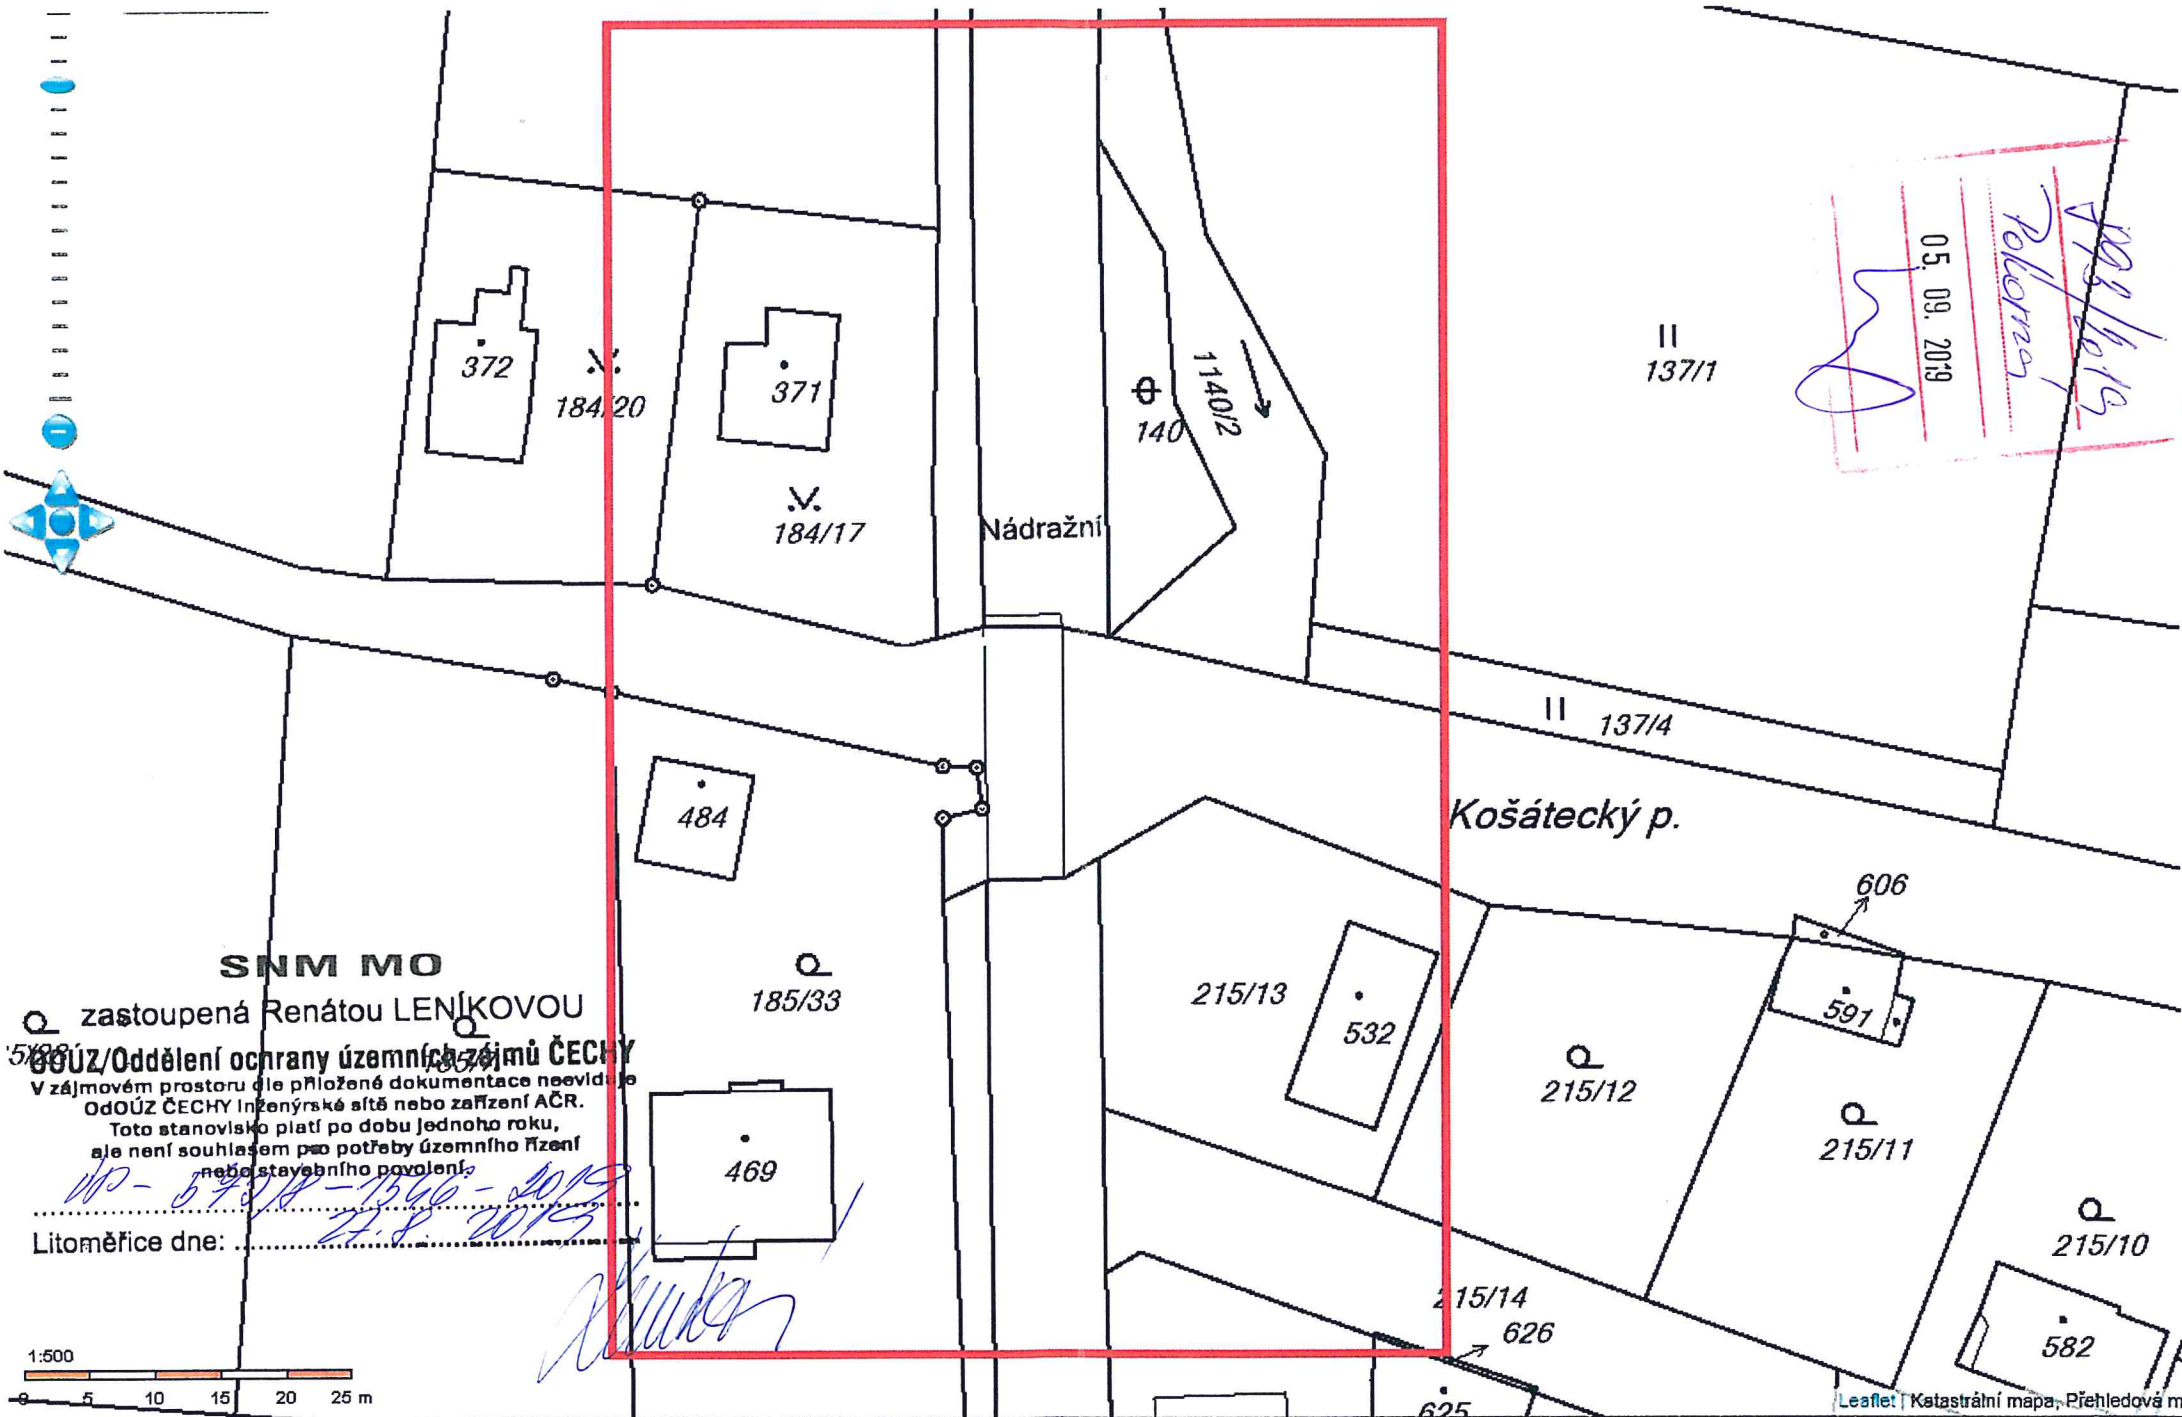 372
184/20
371
184/17
Nádražní
140
1140/2
137/1
05. 09. 2019
137/4
Košátecký p.
484
606
185/33
215/13
532
591
215/12
215/11
469
215/10
215/14
626
582
625
SNM MO
zastoupená Renátou LENÍKOVOU
OdOÚZ/Oddělení ochrany územních zájmů ČECHY
V zájmovém prostoru dle přiložené dokumentace neeviduje
OdOÚZ ČECHY inženýrské sítě nebo zařízení AČR.
Toto stanovisko platí po dobu jednoho roku,
ale není souhlasem pro potřeby územního řízení
nebo stavebního povolení.
Litoměřice dne: 27. 8. 2019
1:500
0 5 10 15 20 25 m
Leaflet | Katastrální mapa, Přehledová m